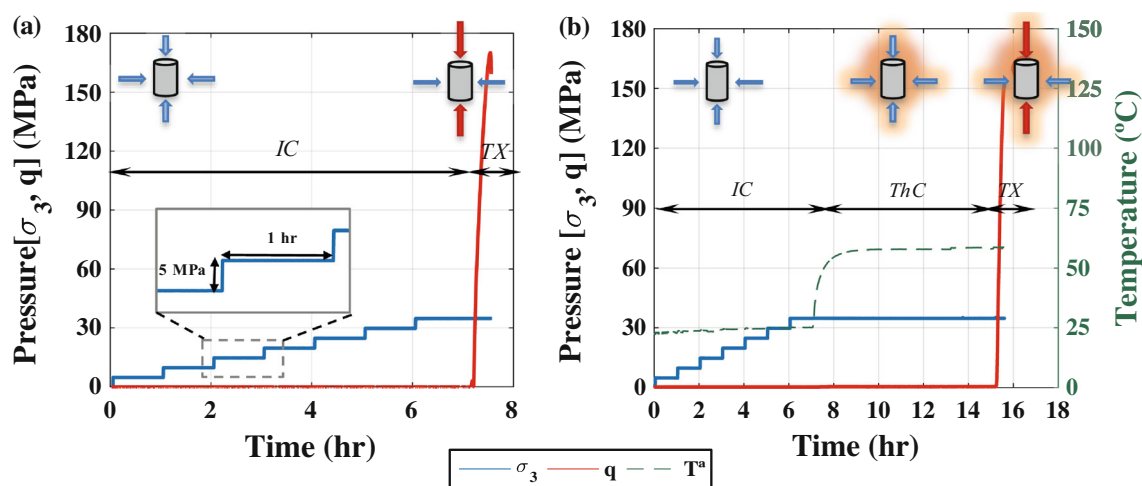 (a)
180
150
120
90
60
30
0
Pressure[σ3, q] (MPa)
IC
TX
1 hr
5 MPa
0 2 4 6 8
Time (hr)
(b)
180
150
120
90
60
30
0
Pressure [σ3, q] (MPa)
IC
ThC
TX
150
125
100
75
50
25
0
Temperature (ºC)
0 2 4 6 8 10 12 14 16 18
Time (hr)
σ3 q Tª